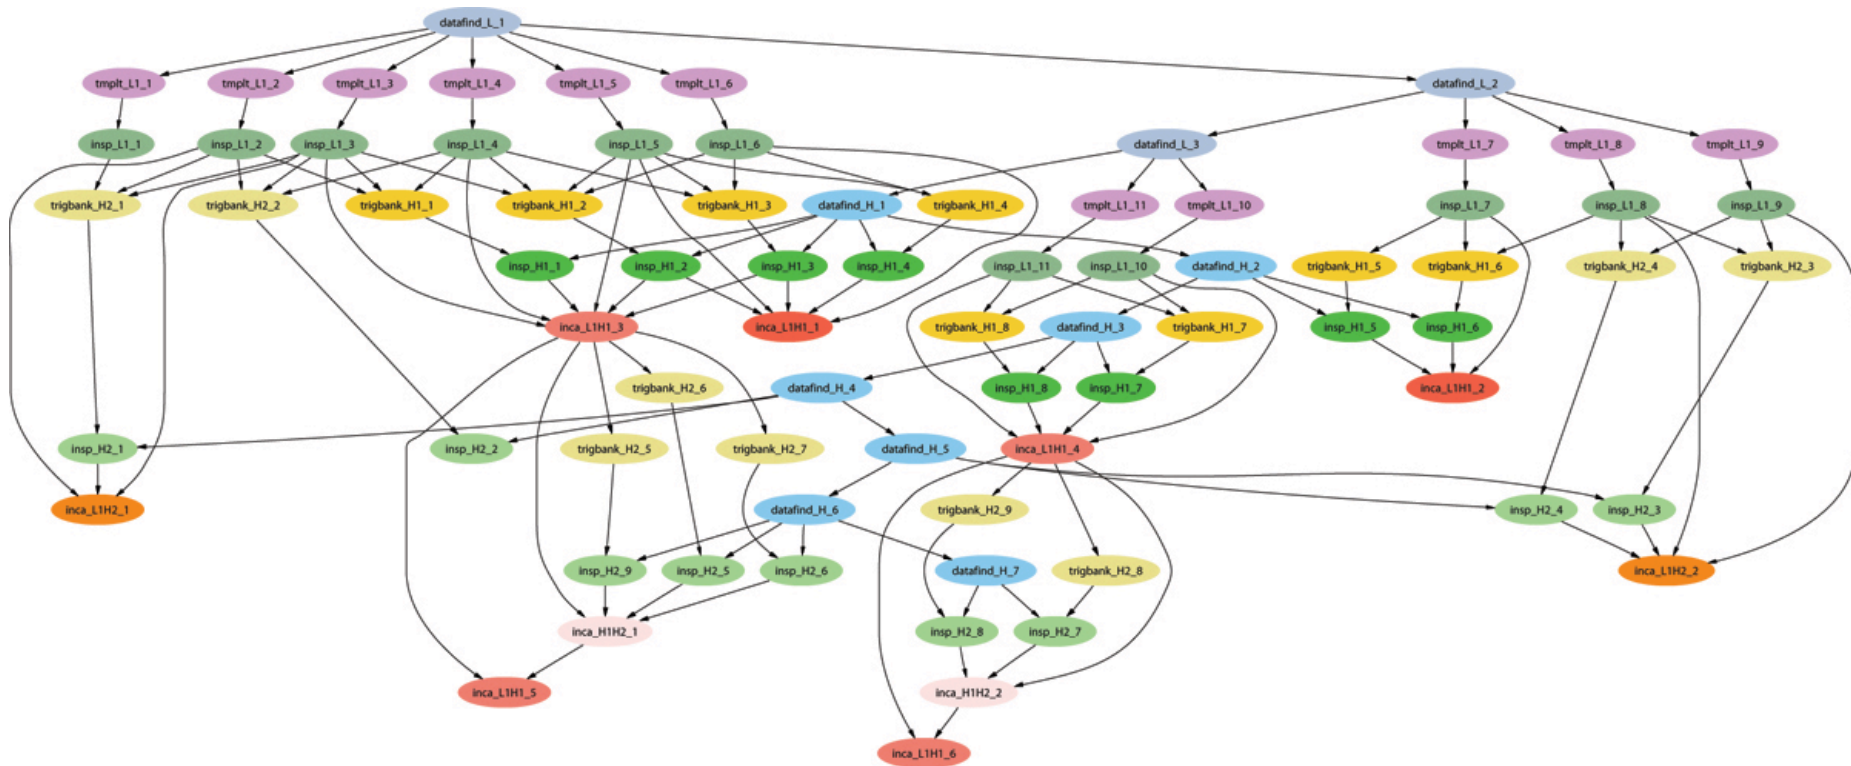 datafind_L_1
tmplt_L1_1 tmplt_L1_2 tmplt_L1_3 tmplt_L1_4 tmplt_L1_5 tmplt_L1_6 datafind_L_2
insp_L1_1 insp_L1_2 insp_L1_3 insp_L1_4 insp_L1_5 insp_L1_6 datafind_L_3 tmplt_L1_7 tmplt_L1_8 tmplt_L1_9
trigbank_H2_1 trigbank_H2_2 trigbank_H1_1 trigbank_H1_2 trigbank_H1_3 datafind_H_1 trigbank_H1_4 tmplt_L1_11 tmplt_L1_10 insp_L1_7 insp_L1_8 insp_L1_9
insp_H1_1 insp_H1_2 insp_H1_3 insp_H1_4 insp_L1_11 insp_L1_10 datafind_H_2 trigbank_H1_5 trigbank_H1_6 trigbank_H2_4 trigbank_H2_3
inca_L1H1_3 inca_L1H1_1 trigbank_H1_8 datafind_H_3 trigbank_H1_7 insp_H1_5 insp_H1_6
trigbank_H2_6 datafind_H_4 insp_H1_8 insp_H1_7 inca_L1H1_2
insp_H2_1 insp_H2_2 trigbank_H2_5 trigbank_H2_7 datafind_H_5 inca_L1H1_4
inca_L1H2_1 datafind_H_6 trigbank_H2_9 insp_H2_4 insp_H2_3
insp_H2_9 insp_H2_5 insp_H2_6 datafind_H_7 trigbank_H2_8 inca_L1H2_2
inca_H1H2_1 insp_H2_8 insp_H2_7
inca_L1H1_5 inca_H1H2_2
inca_L1H1_6